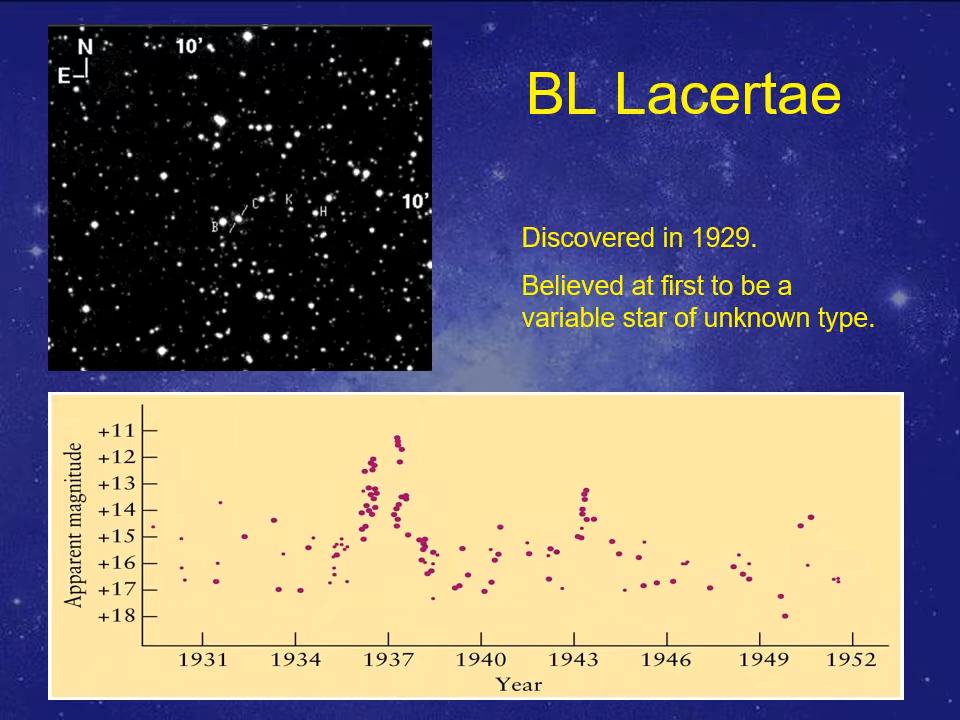 N
10'
E
C
K
10'
H
B
BL Lacertae
Discovered in 1929.
Believed at first to be a
variable star of unknown type.
Apparent magnitude
+11
+12
+13
+14
+15
+16
+17
+18
1931 1934 1937 1940 1943 1946 1949 1952
Year